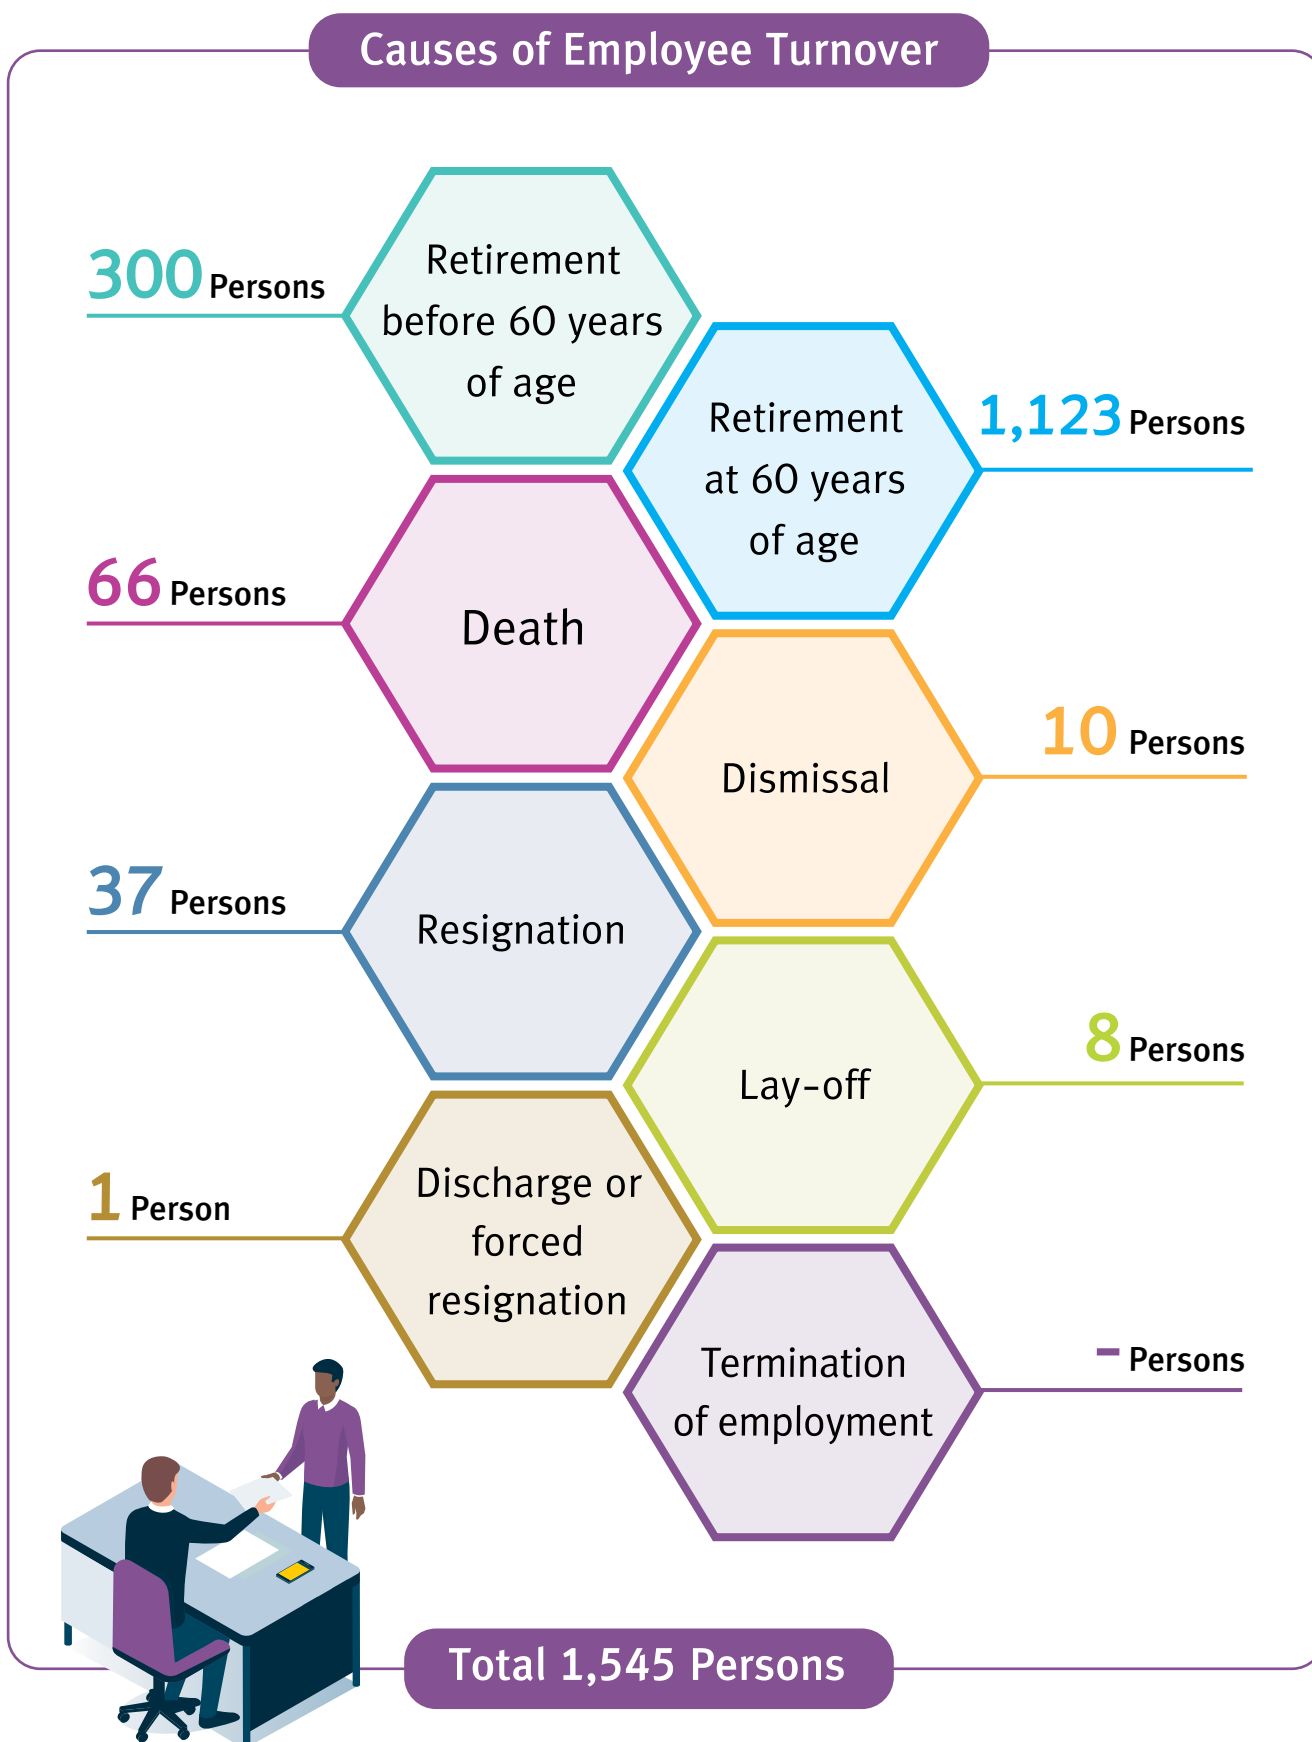 Causes of Employee Turnover
300 Persons
Retirement
before 60 years
of age
Retirement
at 60 years
of age
1,123 Persons
66 Persons
Death
Dismissal
10 Persons
37 Persons
Resignation
Lay-off
8 Persons
1 Person
Discharge or
forced
resignation
Termination
of employment
- Persons
Total 1,545 Persons